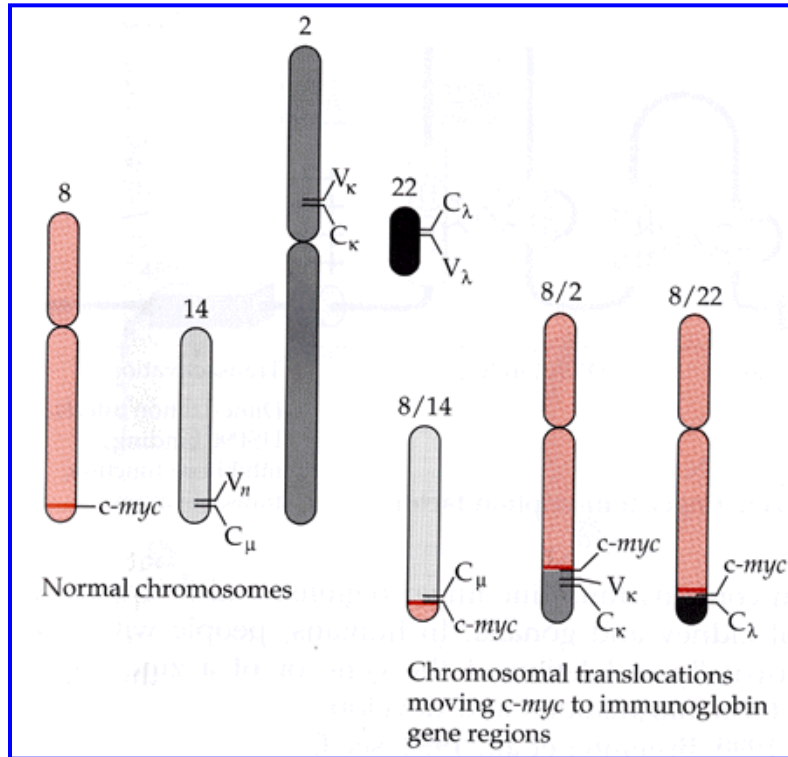 2
8
Vκ
Cκ
22
Cλ
Vλ
14
c-myc
Vn
Cμ
Normal chromosomes
8/14
Cμ
c-myc
8/2
c-myc
Vκ
Cκ
8/22
c-myc
Cλ
Chromosomal translocations
moving c-myc to immunoglobin
gene regions